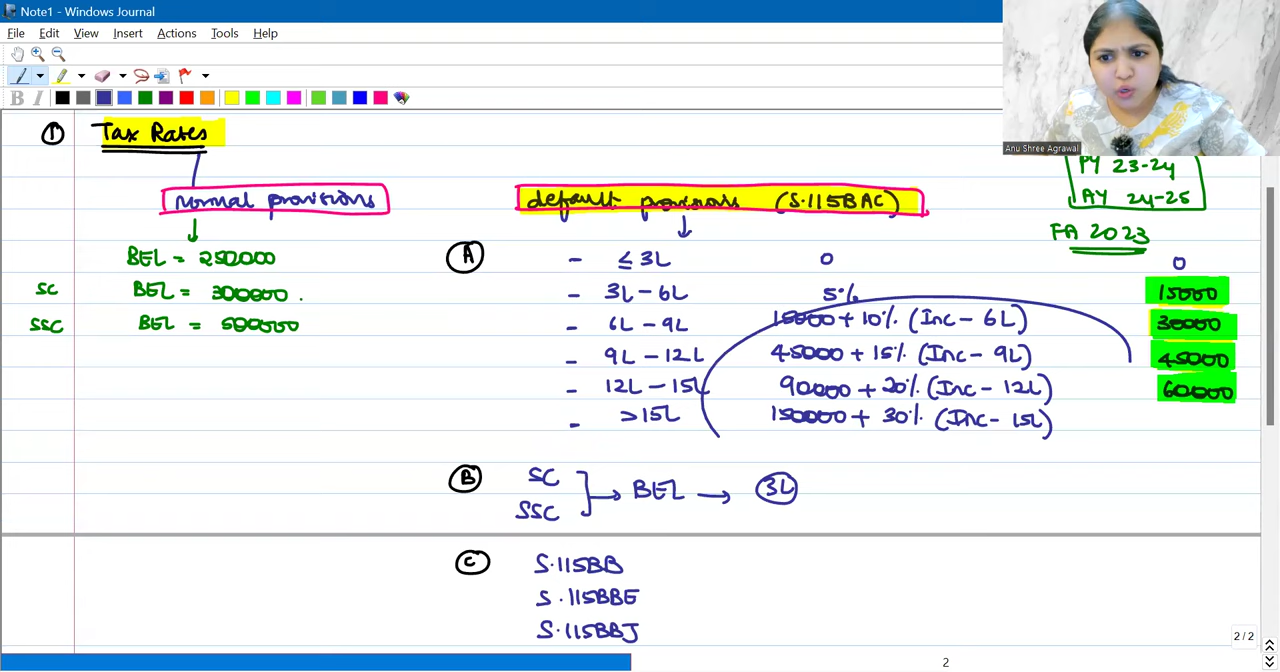 Note1 - Windows Journal
File Edit View Insert Actions Tools Help
B I
Anu Shree Agrawal
PY 23-24
AY 24-25
FA 2023
① Tax Rates
normal provisions
default provisions (S.115BAC)
BEL = 250000
SC BEL = 300000
SSC BEL = 500000
Ⓐ - ≤ 3L 0 0
- 3L - 6L 5% 15000
- 6L - 9L 15000 + 10% (Inc - 6L) 30000
- 9L - 12L 45000 + 15% (Inc - 9L) 45000
- 12L - 15L 90000 + 20% (Inc - 12L) 60000
- > 15L 150000 + 30% (Inc - 15L)
Ⓑ SC
SSC
→ BEL → 3L
Ⓒ S.115BB
S.115BBE
S.115BBJ
2 / 2
2